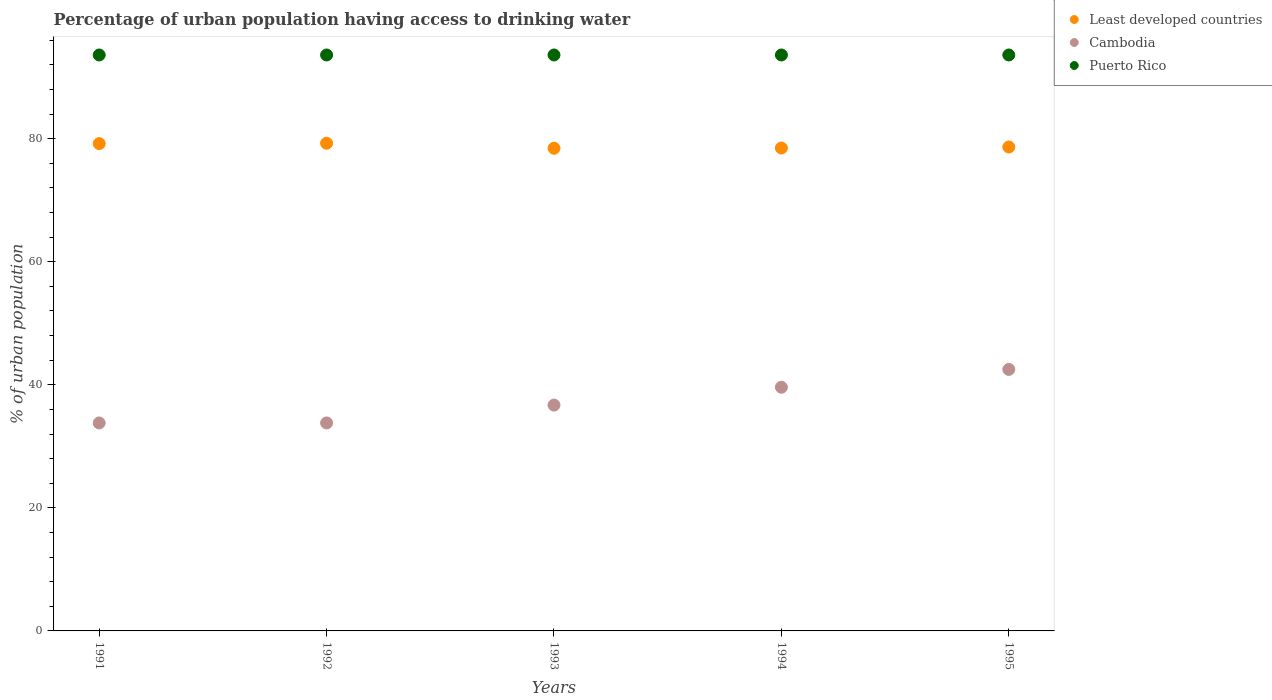 Percentage of urban population having access to drinking water
Least developed countries
Cambodia
Puerto Rico
% of urban population
80
60
40
20
0
1991
1992
1993
1994
1995
Years